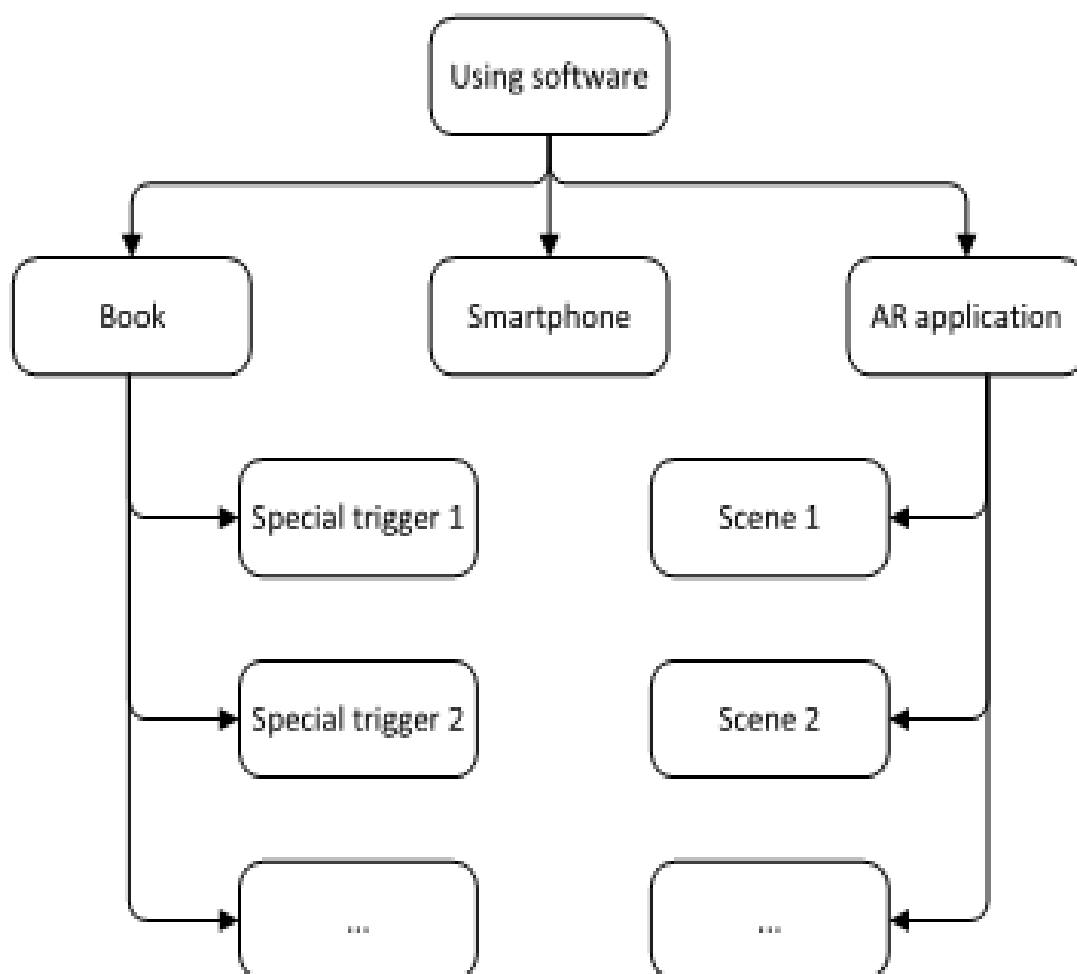 Using software
Book
Smartphone
AR application
Special trigger 1
Scene 1
Special trigger 2
Scene 2
...
...